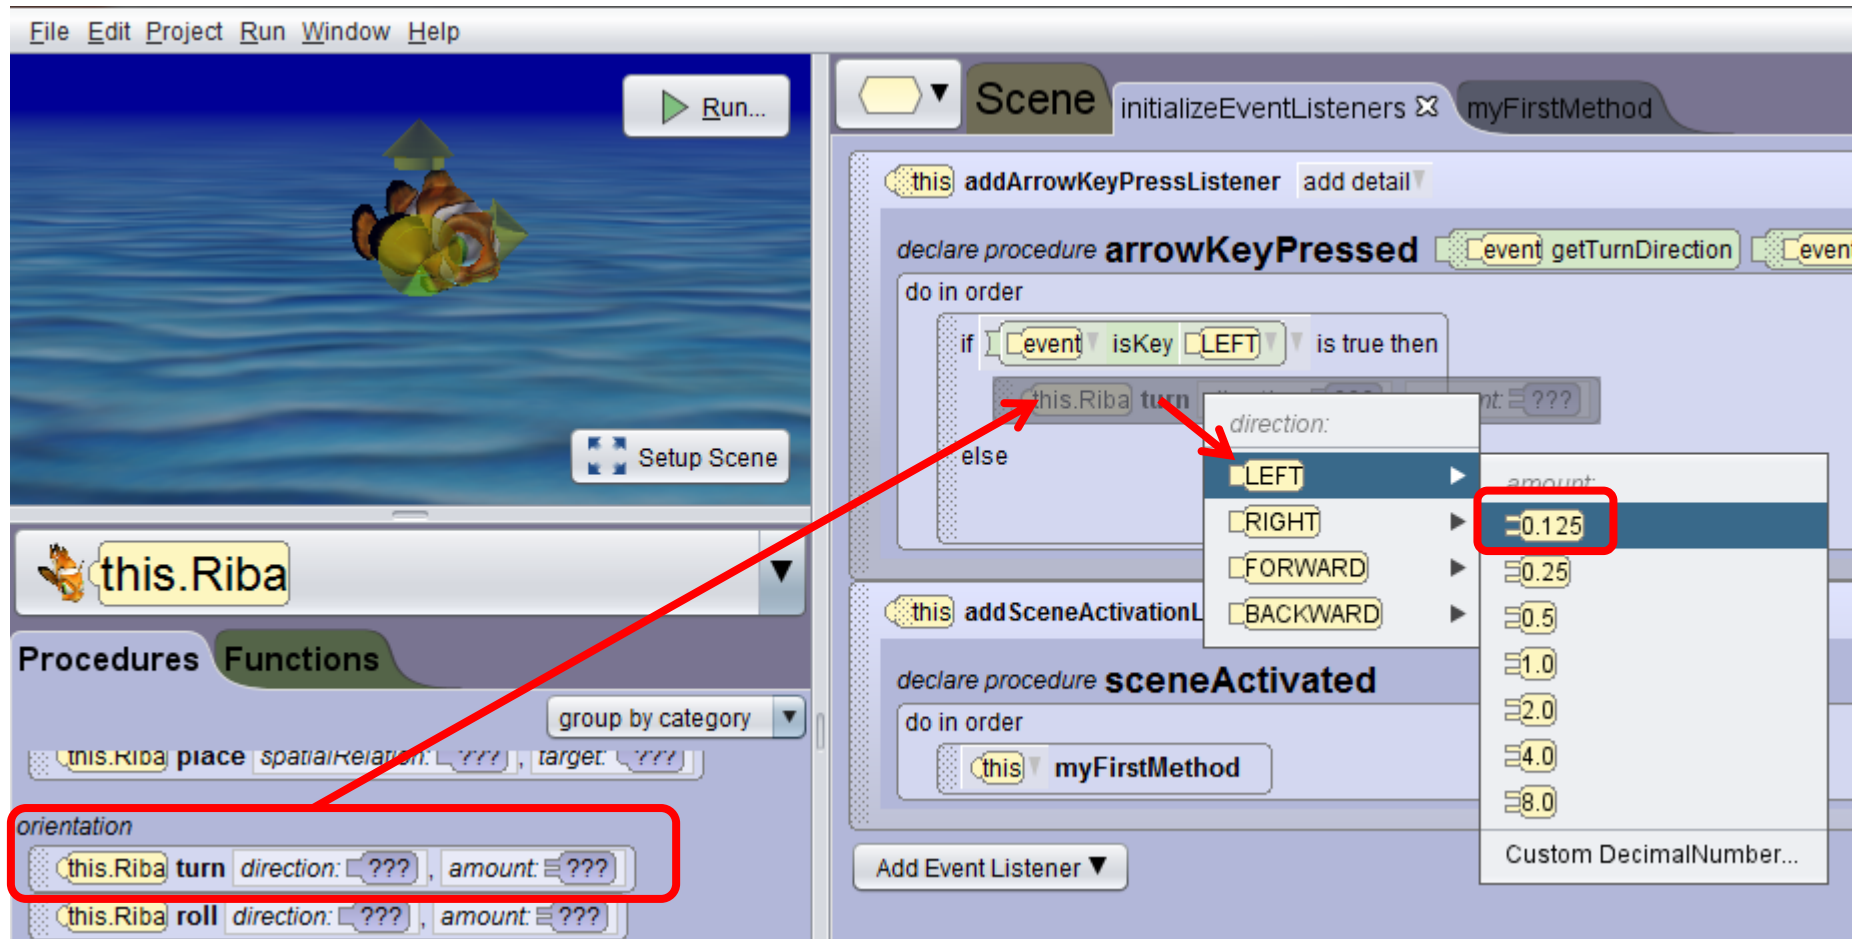 File Edit Project Run Window Help
Run...
Setup Scene
this.Riba
Procedures Functions
group by category
this.Riba place spatialRelation: ??? , target: ???
orientation
this.Riba turn direction: ??? , amount: ???
this.Riba roll direction: ??? , amount: ???
Scene initializeEventListeners myFirstMethod
this addArrowKeyPressListener add detail
declare procedure arrowKeyPressed event getTurnDirection event
do in order
if event isKey LEFT is true then
this.Riba turn ???
else
direction:
LEFT
RIGHT
FORWARD
BACKWARD
amount:
0.125
0.25
0.5
1.0
2.0
4.0
8.0
Custom DecimalNumber...
this addSceneActivationL
declare procedure sceneActivated
do in order
this myFirstMethod
Add Event Listener